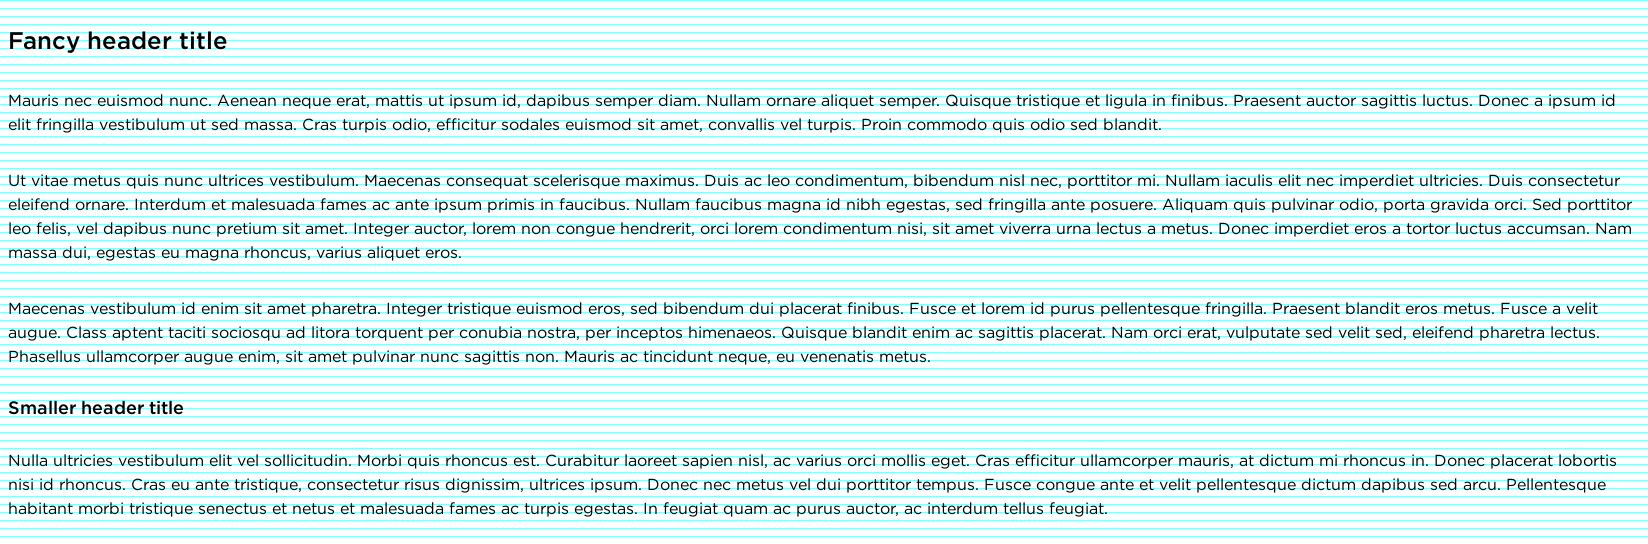 Fancy header title
Mauris nec euismod nunc. Aenean neque erat, mattis ut ipsum id, dapibus semper diam. Nullam ornare aliquet semper. Quisque tristique et ligula in finibus. Praesent auctor sagittis luctus. Donec a ipsum id
elit fringilla vestibulum ut sed massa. Cras turpis odio, efficitur sodales euismod sit amet, convallis vel turpis. Proin commodo quis odio sed blandit.
Ut vitae metus quis nunc ultrices vestibulum. Maecenas consequat scelerisque maximus. Duis ac leo condimentum, bibendum nisl nec, porttitor mi. Nullam iaculis elit nec imperdiet ultricies. Duis consectetur
eleifend ornare. Interdum et malesuada fames ac ante ipsum primis in faucibus. Nullam faucibus magna id nibh egestas, sed fringilla ante posuere. Aliquam quis pulvinar odio, porta gravida orci. Sed porttitor
leo felis, vel dapibus nunc pretium sit amet. Integer auctor, lorem non congue hendrerit, orci lorem condimentum nisi, sit amet viverra urna lectus a metus. Donec imperdiet eros a tortor luctus accumsan. Nam
massa dui, egestas eu magna rhoncus, varius aliquet eros.
Maecenas vestibulum id enim sit amet pharetra. Integer tristique euismod eros, sed bibendum dui placerat finibus. Fusce et lorem id purus pellentesque fringilla. Praesent blandit eros metus. Fusce a velit
augue. Class aptent taciti sociosqu ad litora torquent per conubia nostra, per inceptos himenaeos. Quisque blandit enim ac sagittis placerat. Nam orci erat, vulputate sed velit sed, eleifend pharetra lectus.
Phasellus ullamcorper augue enim, sit amet pulvinar nunc sagittis non. Mauris ac tincidunt neque, eu venenatis metus.
Smaller header title
Nulla ultricies vestibulum elit vel sollicitudin. Morbi quis rhoncus est. Curabitur laoreet sapien nisl, ac varius orci mollis eget. Cras efficitur ullamcorper mauris, at dictum mi rhoncus in. Donec placerat lobortis
nisi id rhoncus. Cras eu ante tristique, consectetur risus dignissim, ultrices ipsum. Donec nec metus vel dui porttitor tempus. Fusce congue ante et velit pellentesque dictum dapibus sed arcu. Pellentesque
habitant morbi tristique senectus et netus et malesuada fames ac turpis egestas. In feugiat quam ac purus auctor, ac interdum tellus feugiat.